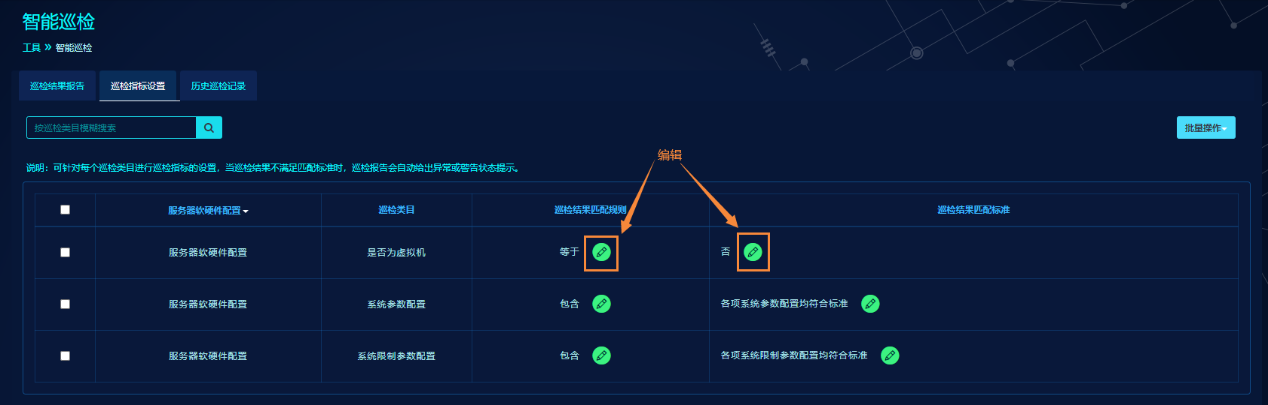 智能巡检
工具 » 智能巡检
巡检结果报告 巡检指标设置 历史巡检记录
按巡检类目模糊搜索 批量操作
编辑
说明：可针对每个巡检类目进行巡检指标的设置，当巡检结果不满足匹配标准时，巡检报告会自动给出异常或警告状态提示。
服务器软硬件配置 巡检类目 巡检结果匹配规则 巡检结果匹配标准
服务器软硬件配置 是否为虚拟机 等于 否
服务器软硬件配置 系统参数配置 包含 各项系统参数配置均符合标准
服务器软硬件配置 系统限制参数配置 包含 各项系统限制参数配置均符合标准